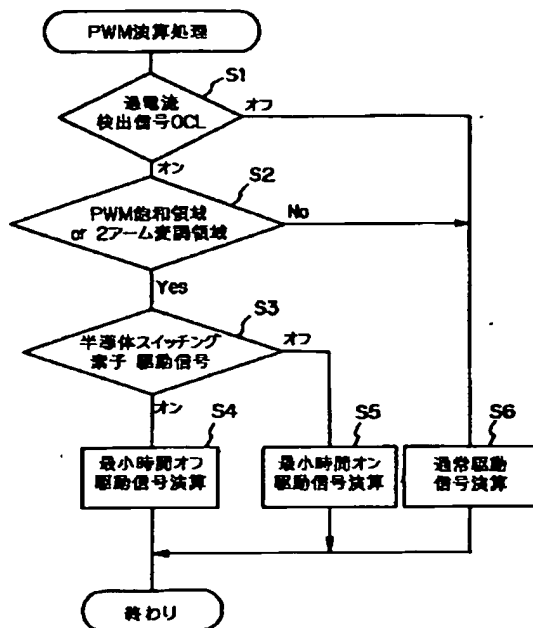 PWM演算処理
S1
過電流
検出信号OCL
オフ
オン
S2
PWM飽和領域
or 2アーム変調領域
No
Yes
S3
半導体スイッチング
素子 駆動信号
オフ
オン
S4
最小時間オフ
駆動信号演算
S5
最小時間オン
駆動信号演算
S6
通常駆動
信号演算
終わり